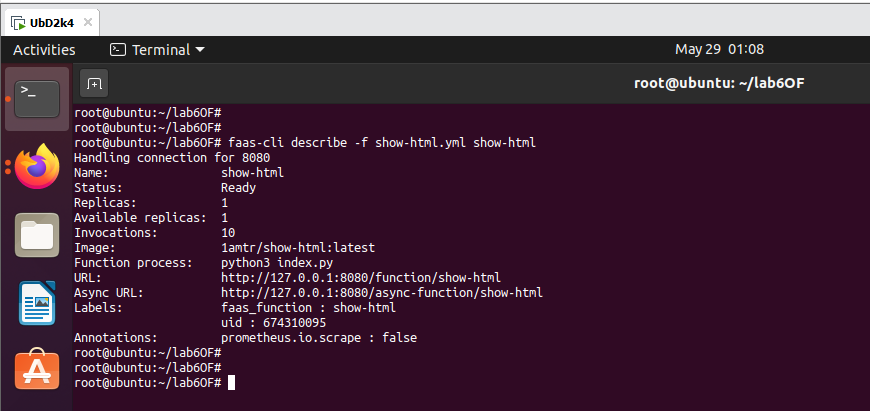 UbD2k4
Activities
Terminal
May 29 01:08
root@ubuntu: ~/lab6OF
root@ubuntu:~/lab6OF#
root@ubuntu:~/lab6OF#
root@ubuntu:~/lab6OF# faas-cli describe -f show-html.yml show-html
Handling connection for 8080
Name: show-html
Status: Ready
Replicas: 1
Available replicas: 1
Invocations: 10
Image: 1amtr/show-html:latest
Function process: python3 index.py
URL: http://127.0.0.1:8080/function/show-html
Async URL: http://127.0.0.1:8080/async-function/show-html
Labels: faas_function : show-html
uid : 674310095
Annotations: prometheus.io.scrape : false
root@ubuntu:~/lab6OF#
root@ubuntu:~/lab6OF#
root@ubuntu:~/lab6OF#